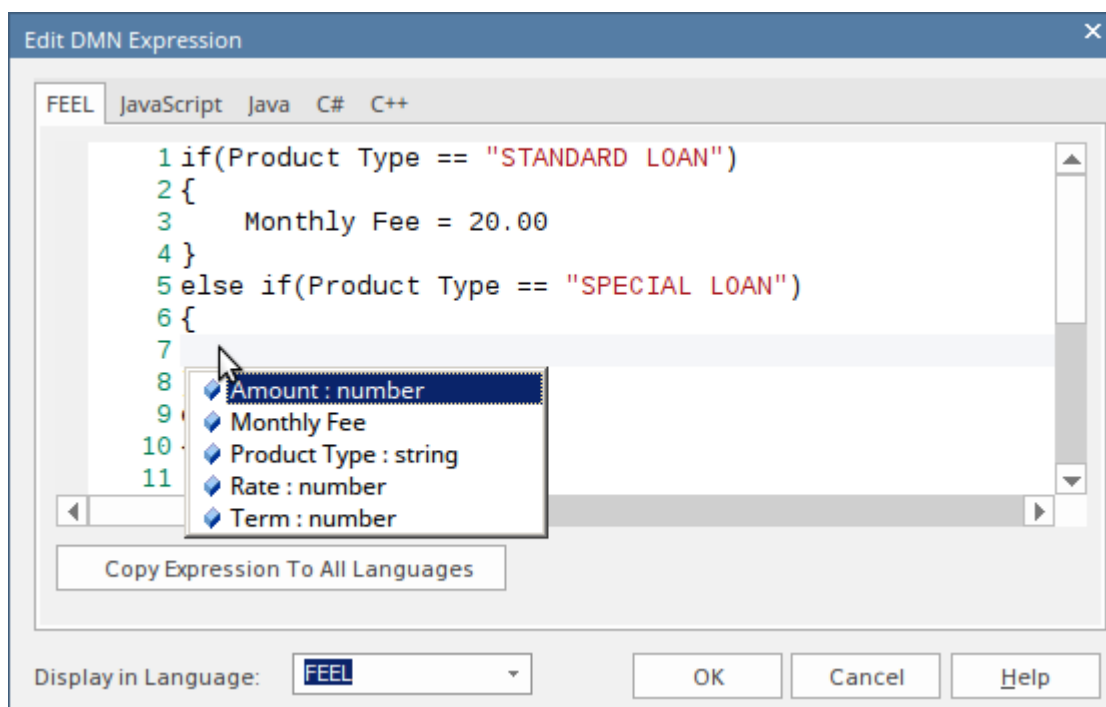 Edit DMN Expression
FEEL JavaScript Java C# C++
1 if(Product Type == "STANDARD LOAN")
2 {
3 Monthly Fee = 20.00
4 }
5 else if(Product Type == "SPECIAL LOAN")
6 {
7
8 Amount : number
9 Monthly Fee
10 Product Type : string
11 Rate : number
Term : number
Copy Expression To All Languages
Display in Language: FEEL OK Cancel Help